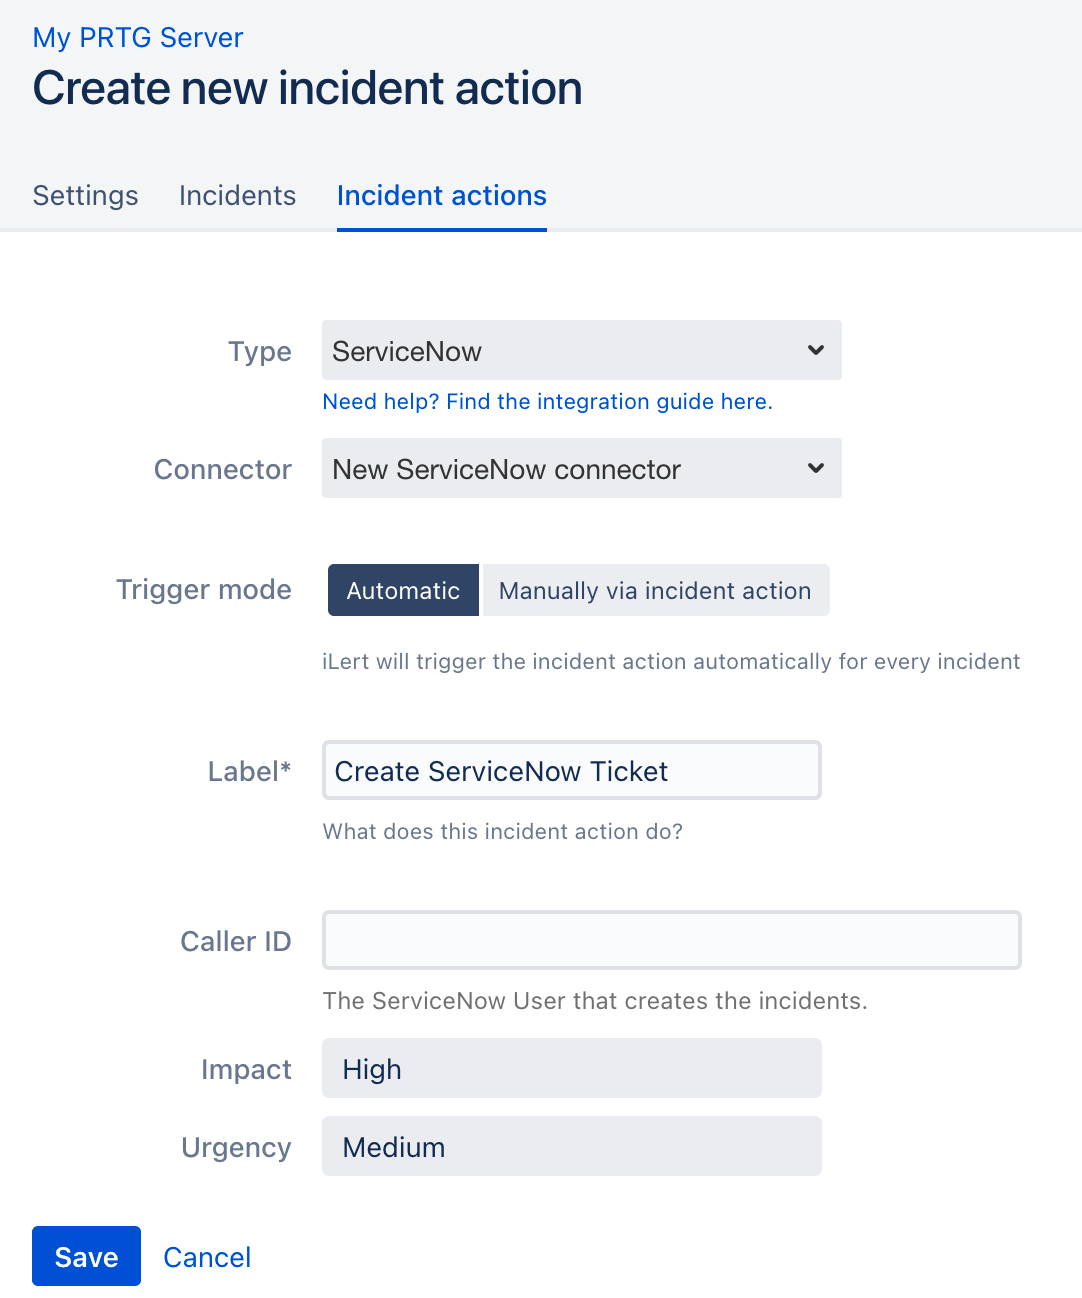 My PRTG Server
Create new incident action
Settings Incidents Incident actions
Type ServiceNow
Need help? Find the integration guide here.
Connector New ServiceNow connector
Trigger mode Automatic Manually via incident action
iLert will trigger the incident action automatically for every incident
Label* Create ServiceNow Ticket
What does this incident action do?
Caller ID
The ServiceNow User that creates the incidents.
Impact High
Urgency Medium
Save Cancel